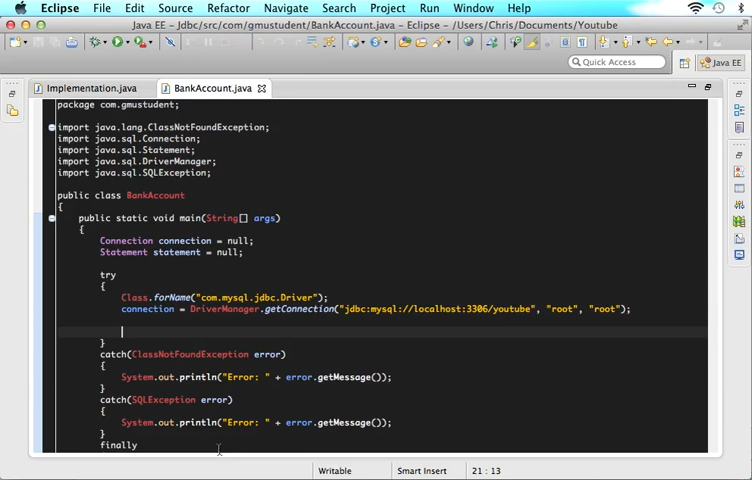 Eclipse File Edit Source Refactor Navigate Search Project Run Window Help
Java EE - Jdbc/src/com/gmustudent/BankAccount.java - Eclipse - /Users/Chris/Documents/Youtube
Quick Access Java EE
Implementation.java BankAccount.java
package com.gmustudent;
import java.lang.ClassNotFoundException;
import java.sql.Connection;
import java.sql.Statement;
import java.sql.DriverManager;
import java.sql.SQLException;
public class BankAccount
{
public static void main(String[] args)
{
Connection connection = null;
Statement statement = null;
try
{
Class.forName("com.mysql.jdbc.Driver");
connection = DriverManager.getConnection("jdbc:mysql://localhost:3306/youtube", "root", "root");
}
catch(ClassNotFoundException error)
{
System.out.println("Error: " + error.getMessage());
}
catch(SQLException error)
{
System.out.println("Error: " + error.getMessage());
}
finally
Writable Smart Insert 21 : 13